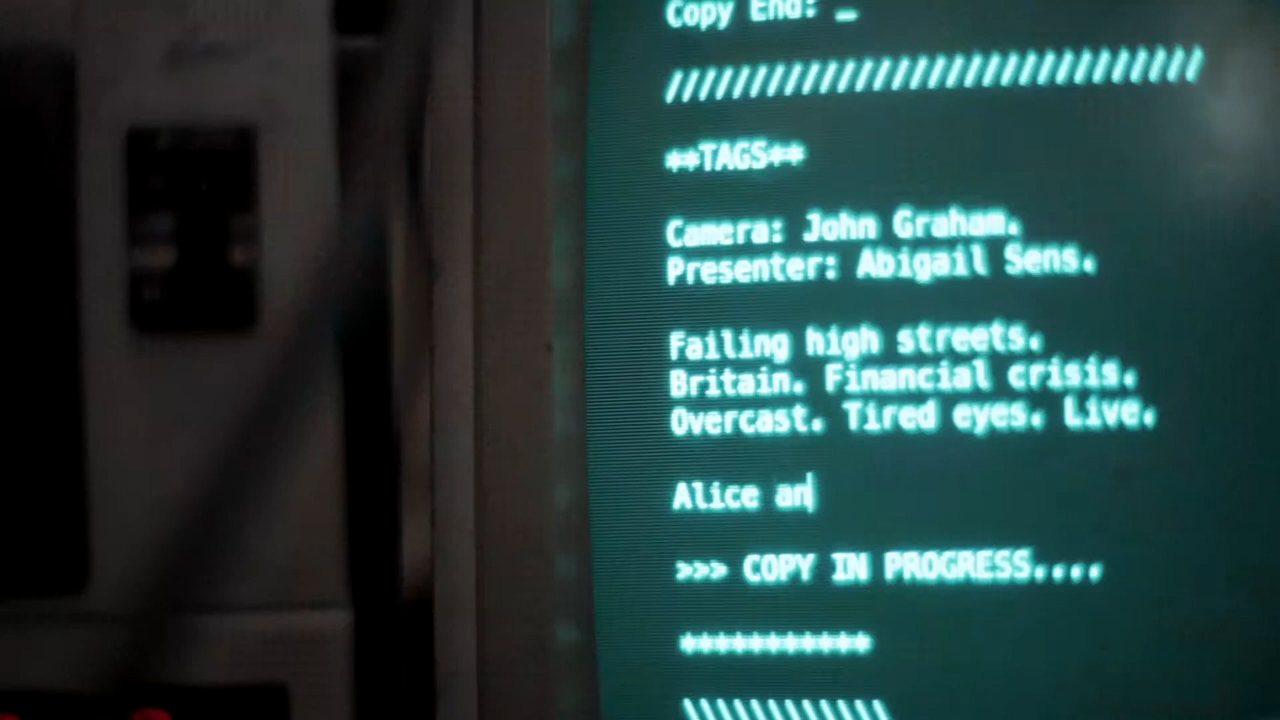 Copy End: _
//////////////////////////////
**TAGS**
Camera: John Graham.
Presenter: Abigail Sens.
Failing high streets.
Britain. Financial crisis.
Overcast. Tired eyes. Live.
Alice an
>>> COPY IN PROGRESS....
***********
\\\\\\\\\\\\